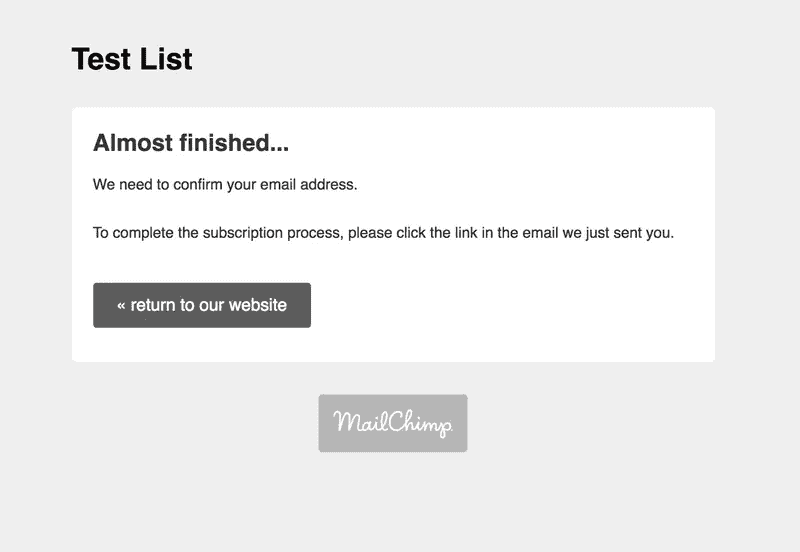 Test List
Almost finished...
We need to confirm your email address.
To complete the subscription process, please click the link in the email we just sent you.
« return to our website
MailChimp